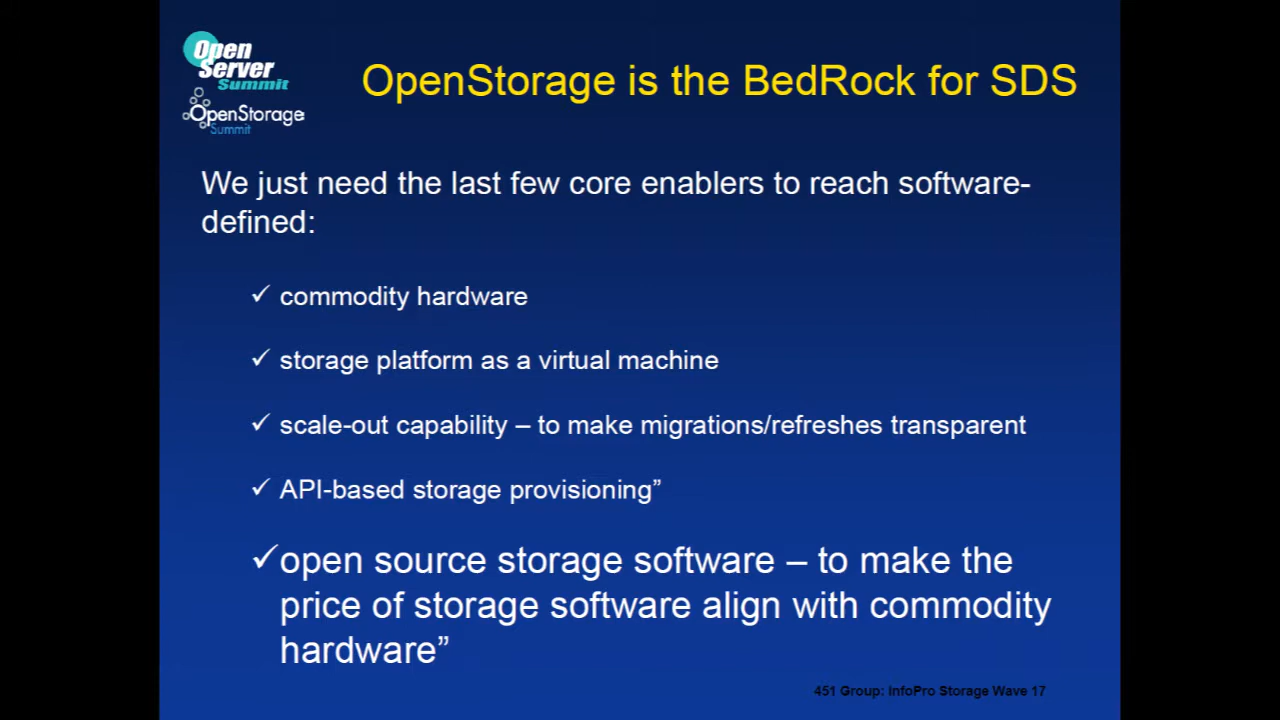 Open
Server
Summit
OpenStorage
Summit
OpenStorage is the BedRock for SDS
We just need the last few core enablers to reach software-
defined:
✓ commodity hardware
✓ storage platform as a virtual machine
✓ scale-out capability – to make migrations/refreshes transparent
✓ API-based storage provisioning”
✓open source storage software – to make the
price of storage software align with commodity
hardware”
451 Group: InfoPro Storage Wave 17